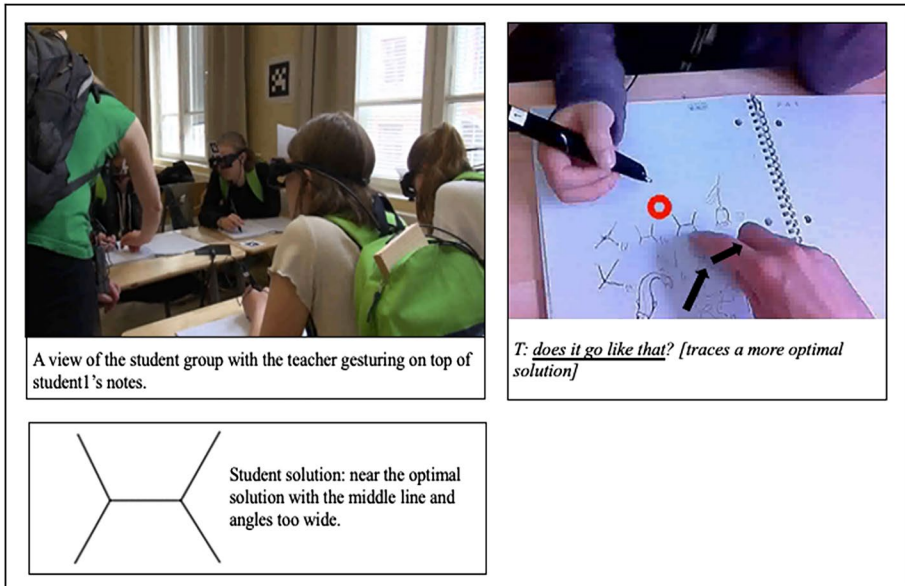 A view of the student group with the teacher gesturing on top of
student1's notes.
T: does it go like that? [traces a more optimal
solution]
Student solution: near the optimal
solution with the middle line and
angles too wide.